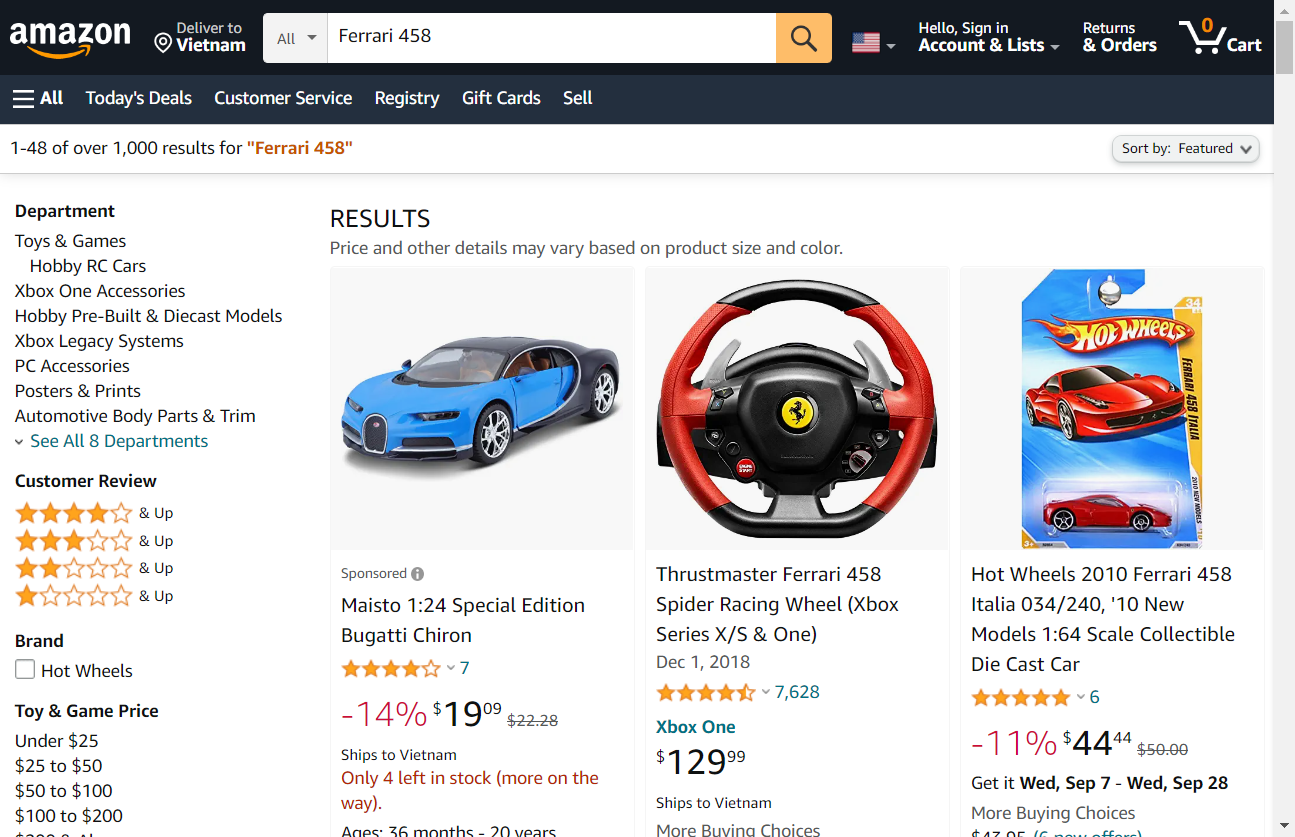 amazon
Deliver to
Vietnam
All
Ferrari 458
Hello, Sign in
Account & Lists
Returns
& Orders
0
Cart
All
Today's Deals
Customer Service
Registry
Gift Cards
Sell
1-48 of over 1,000 results for "Ferrari 458"
Sort by: Featured
Department
Toys & Games
Hobby RC Cars
Xbox One Accessories
Hobby Pre-Built & Diecast Models
Xbox Legacy Systems
PC Accessories
Posters & Prints
Automotive Body Parts & Trim
See All 8 Departments
Customer Review
& Up
& Up
& Up
& Up
Brand
Hot Wheels
Toy & Game Price
Under $25
$25 to $50
$50 to $100
$100 to $200
RESULTS
Price and other details may vary based on product size and color.
Sponsored
Maisto 1:24 Special Edition
Bugatti Chiron
7
-14% $1909 $22.28
Ships to Vietnam
Only 4 left in stock (more on the
way).
Ages: 36 months - 20 years
Thrustmaster Ferrari 458
Spider Racing Wheel (Xbox
Series X/S & One)
Dec 1, 2018
7,628
Xbox One
$12999
Ships to Vietnam
More Buying Choices
34
HOT WHEELS
FERRARI 458 ITALIA
2010 NEW MODELS
Hot Wheels 2010 Ferrari 458
Italia 034/240, '10 New
Models 1:64 Scale Collectible
Die Cast Car
6
-11% $4444 $50.00
Get it Wed, Sep 7 - Wed, Sep 28
More Buying Choices
$43.95 (6 new offers)